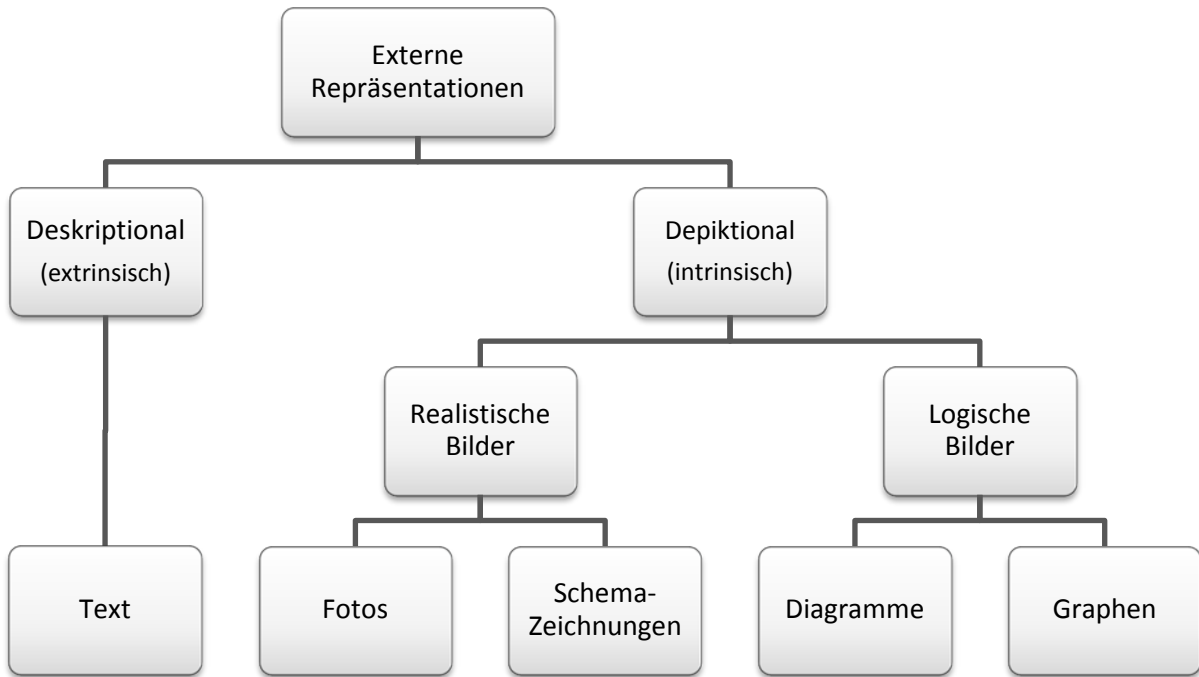 Externe
Repräsentationen
Deskriptional
(extrinsisch)
Depiktional
(intrinsisch)
Realistische
Bilder
Logische
Bilder
Text
Fotos
Schema-
Zeichnungen
Diagramme
Graphen